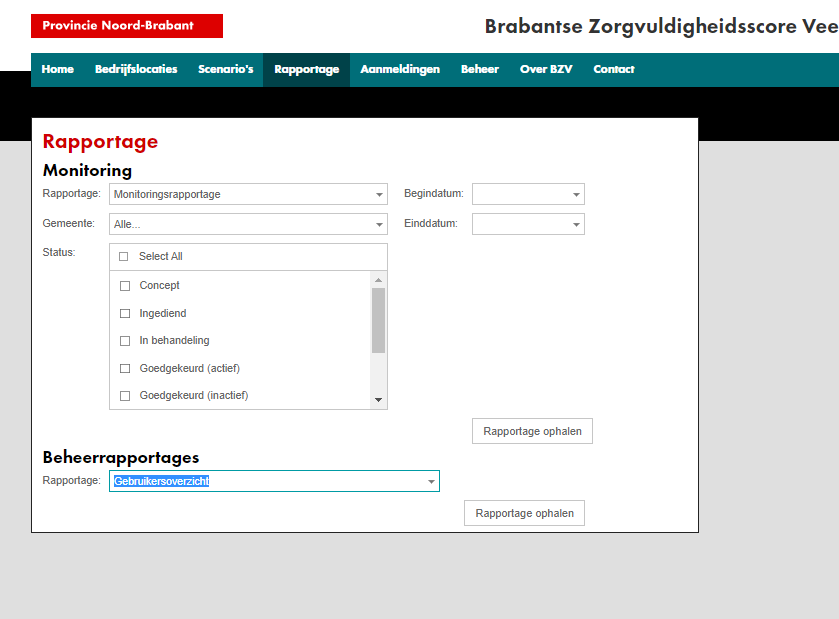 Provincie Noord-Brabant
Brabantse Zorgvuldigheidsscore Vee
Home Bedrijfslocaties Scenario's Rapportage Aanmeldingen Beheer Over BZV Contact
Rapportage
Monitoring
Rapportage: Monitoringsrapportage Begindatum:
Gemeente: Alle... Einddatum:
Status: Select All
Concept
Ingediend
In behandeling
Goedgekeurd (actief)
Goedgekeurd (inactief)
Rapportage ophalen
Beheerrapportages
Rapportage: Gebruikersoverzicht
Rapportage ophalen